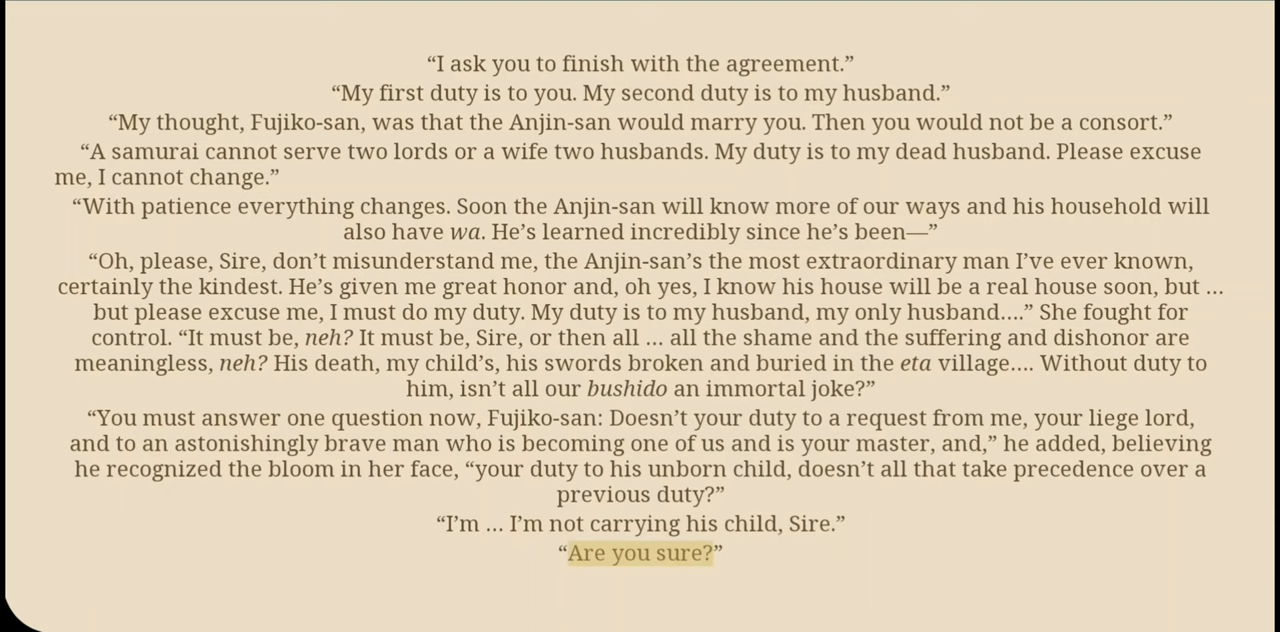 “I ask you to finish with the agreement.”
“My first duty is to you. My second duty is to my husband.”
“My thought, Fujiko-san, was that the Anjin-san would marry you. Then you would not be a consort.”
“A samurai cannot serve two lords or a wife two husbands. My duty is to my dead husband. Please excuse
me, I cannot change.”
“With patience everything changes. Soon the Anjin-san will know more of our ways and his household will
also have wa. He’s learned incredibly since he’s been—”
“Oh, please, Sire, don’t misunderstand me, the Anjin-san’s the most extraordinary man I’ve ever known,
certainly the kindest. He’s given me great honor and, oh yes, I know his house will be a real house soon, but …
but please excuse me, I must do my duty. My duty is to my husband, my only husband.…” She fought for
control. “It must be, neh? It must be, Sire, or then all … all the shame and the suffering and dishonor are
meaningless, neh? His death, my child’s, his swords broken and buried in the eta village.… Without duty to
him, isn’t all our bushido an immortal joke?”
“You must answer one question now, Fujiko-san: Doesn’t your duty to a request from me, your liege lord,
and to an astonishingly brave man who is becoming one of us and is your master, and,” he added, believing
he recognized the bloom in her face, “your duty to his unborn child, doesn’t all that take precedence over a
previous duty?”
“I’m … I’m not carrying his child, Sire.”
“Are you sure?”